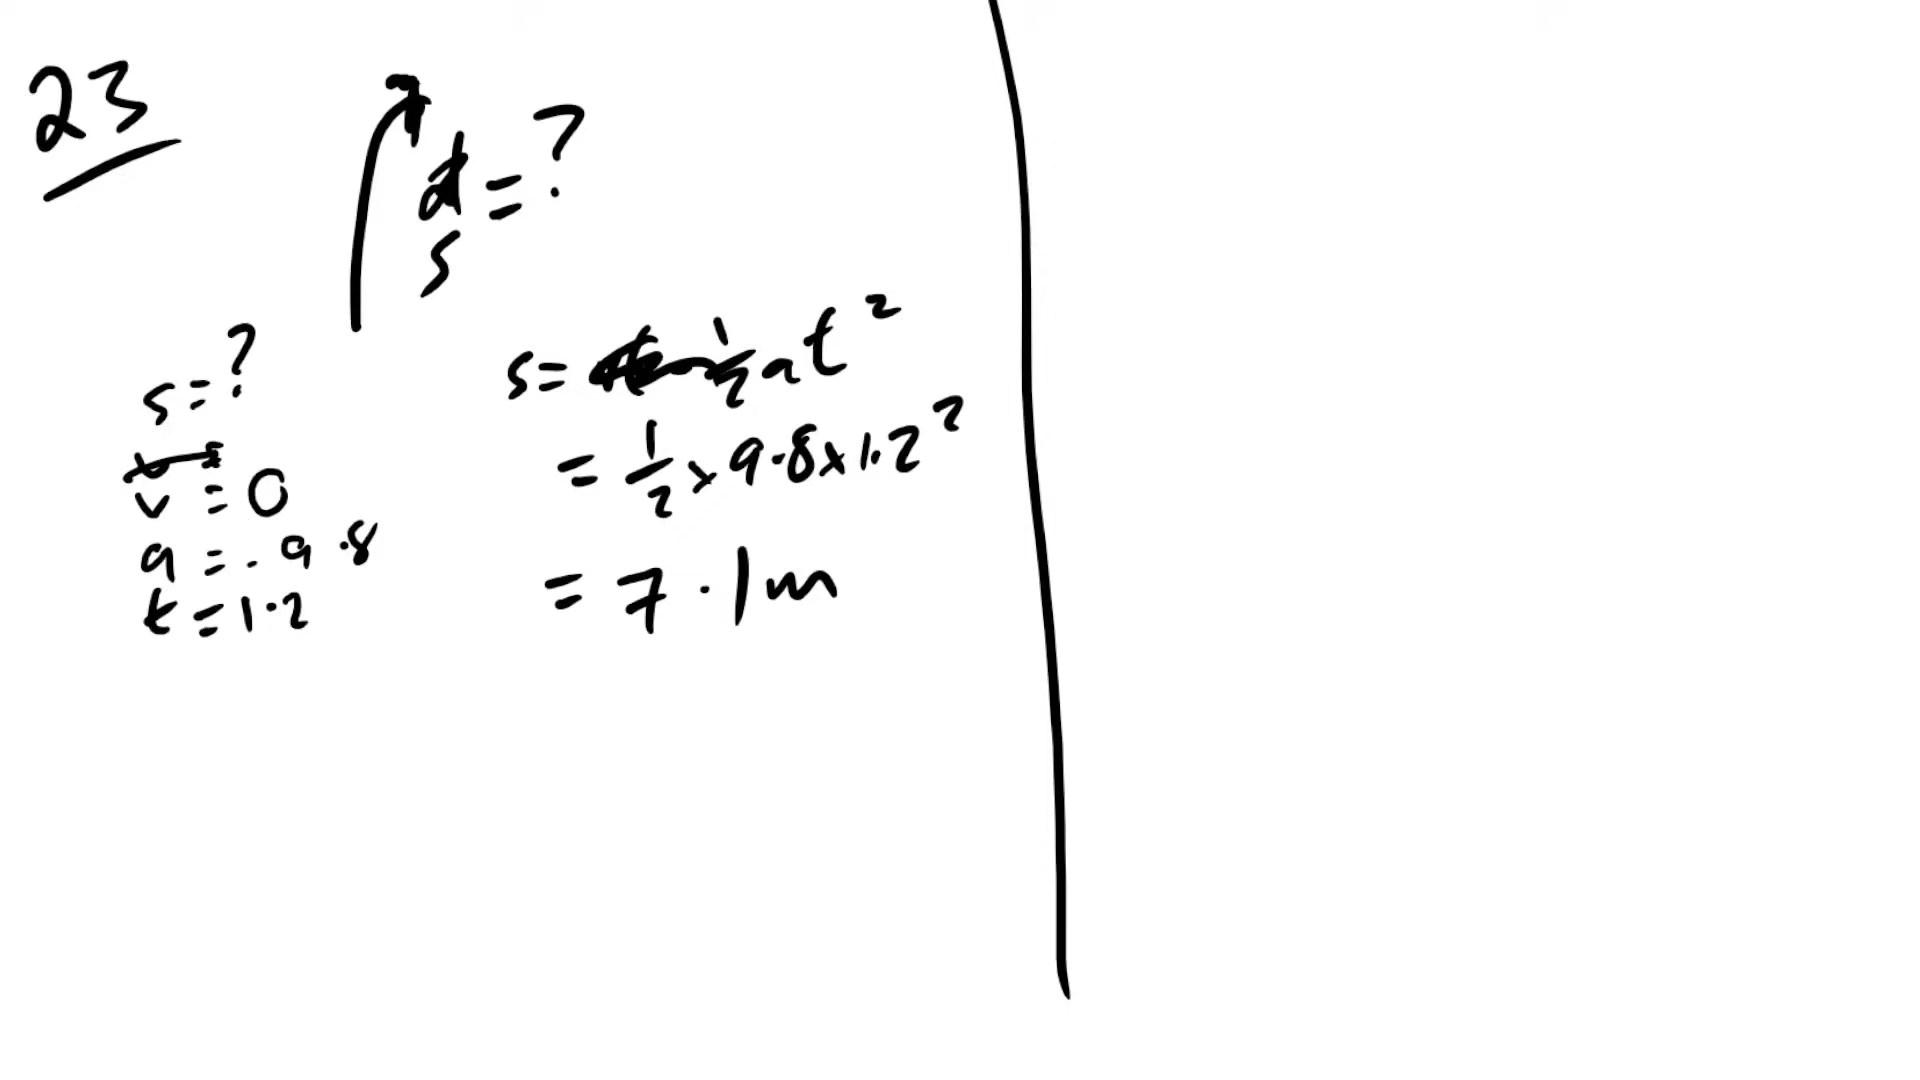 23
d = ?
s
s = ?
v = 0
a = -9.8
t = 1.2
s = ½at²
= ½ x 9.8 x 1.2²
= 7.1m